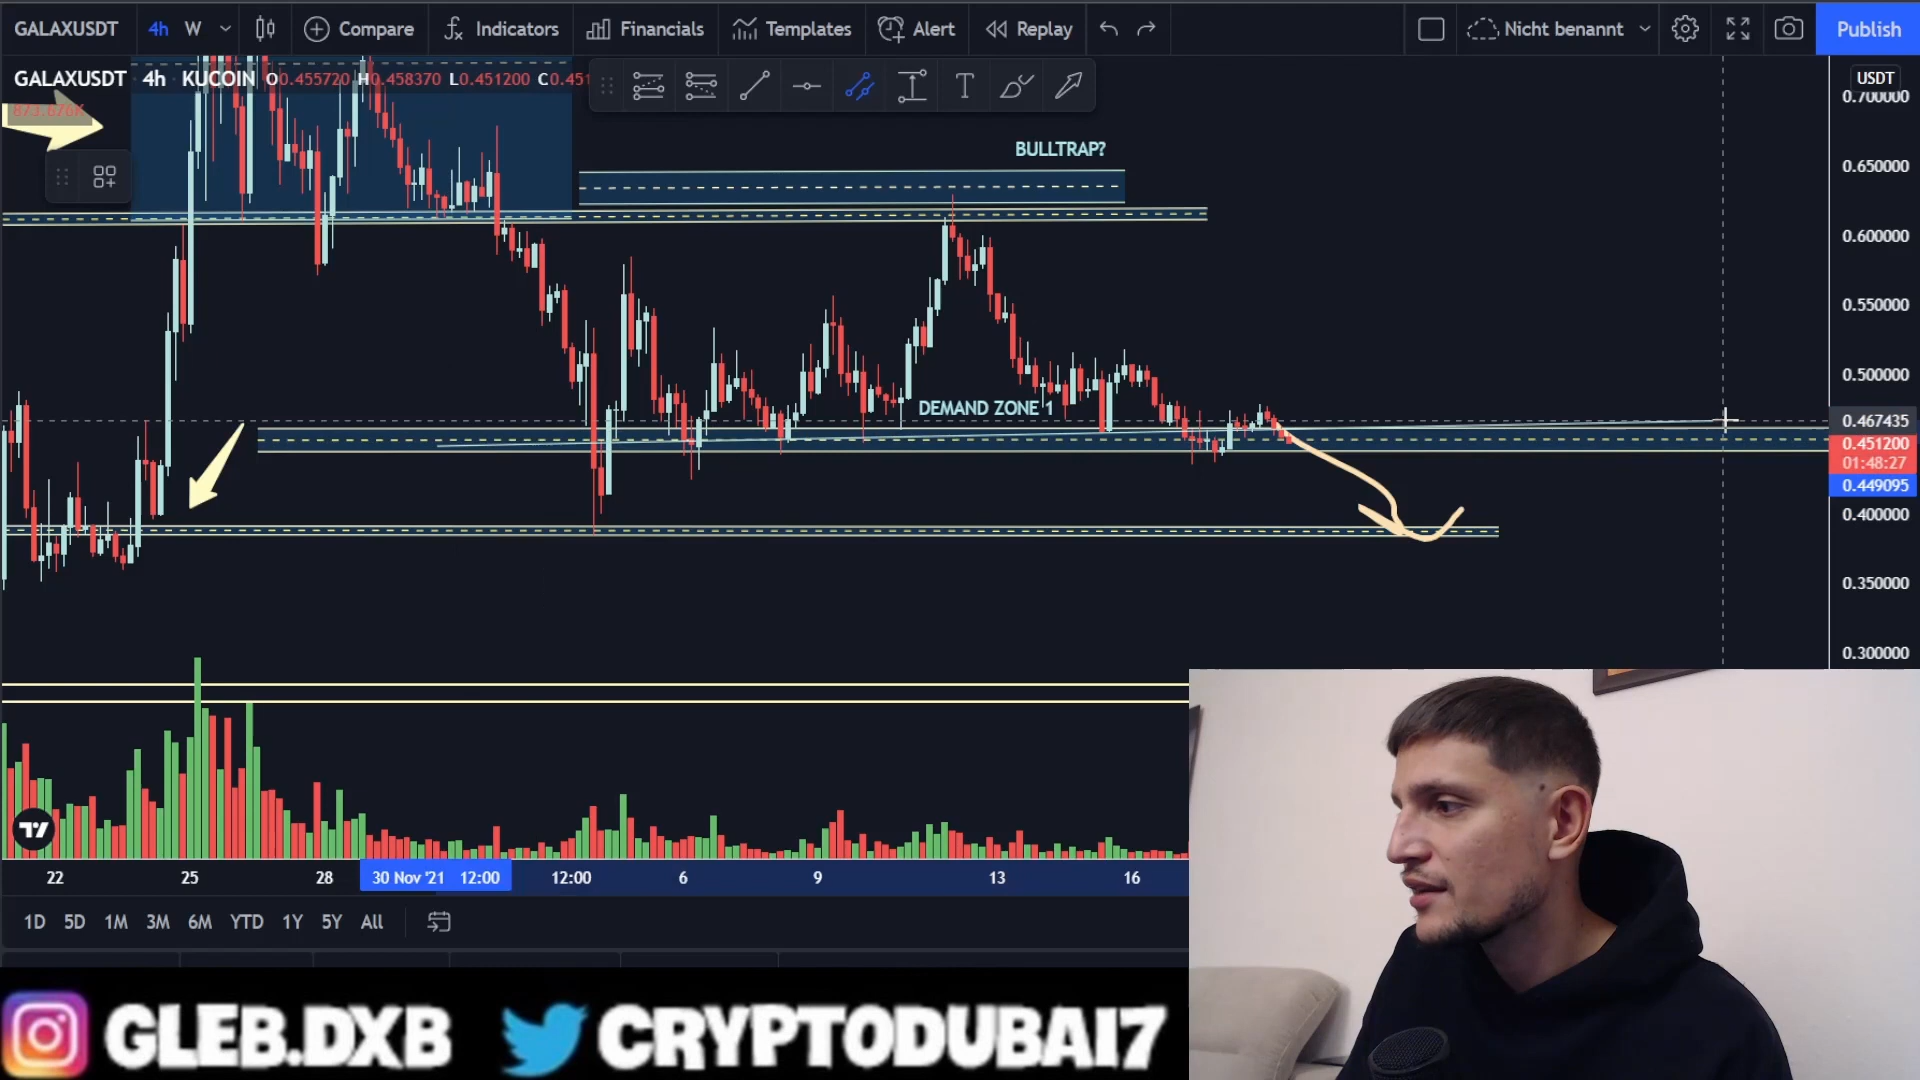 GALAXUSDT 4h W Compare Indicators Financials Templates Alert Replay Nicht benannt Publish
GALAXUSDT 4h KUCOIN O0.455720 H0.458370 L0.451200 C0.451
873.876K
USDT
0.700000
BULLTRAP?
0.650000
0.600000
0.550000
0.500000
DEMAND ZONE 1
0.467435
0.451200
01:48:27
0.449095
0.400000
0.350000
0.300000
22 25 28 30 Nov '21 12:00 12:00 6 9 13 16
1D 5D 1M 3M 6M YTD 1Y 5Y All
GLEB.DXB CRYPTODUBAI7